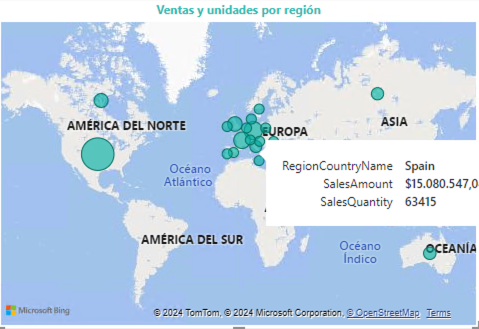 Ventas y unidades por región
AMÉRICA DEL NORTE
EUROPA
ASIA
Océano
Atlántico
RegionCountryName Spain
SalesAmount $15.080.547,0
SalesQuantity 63415
AMÉRICA DEL SUR
Océano
Índico
OCEANÍA
Microsoft Bing
© 2024 TomTom, © 2024 Microsoft Corporation, © OpenStreetMap Terms